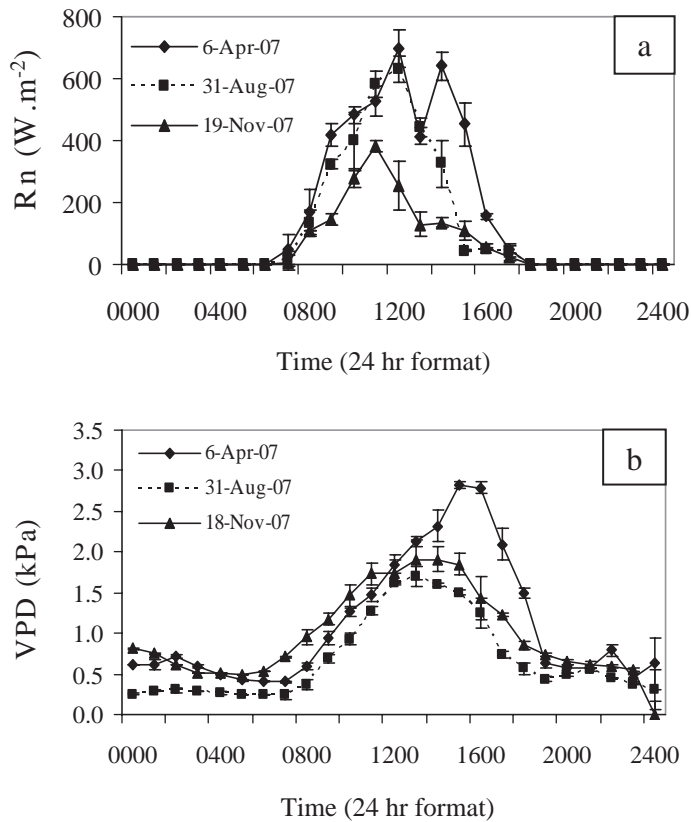 800
600
400
200
0
Rn (W .m-2)
6-Apr-07
31-Aug-07
19-Nov-07
a
0000 0400 0800 1200 1600 2000 2400
Time (24 hr format)
3.5
3.0
2.5
2.0
1.5
1.0
0.5
0.0
VPD (kPa)
6-Apr-07
31-Aug-07
18-Nov-07
b
0000 0400 0800 1200 1600 2000 2400
Time (24 hr format)